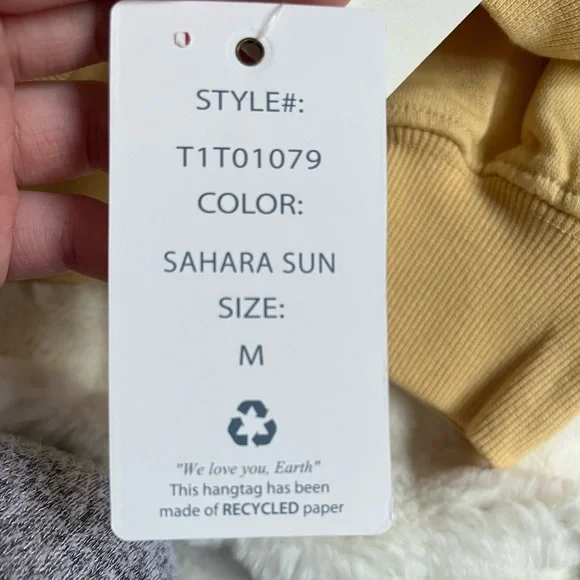 STYLE#:
T1T01079
COLOR:
SAHARA SUN
SIZE:
M
"We love you, Earth"
This hangtag has been
made of RECYCLED paper